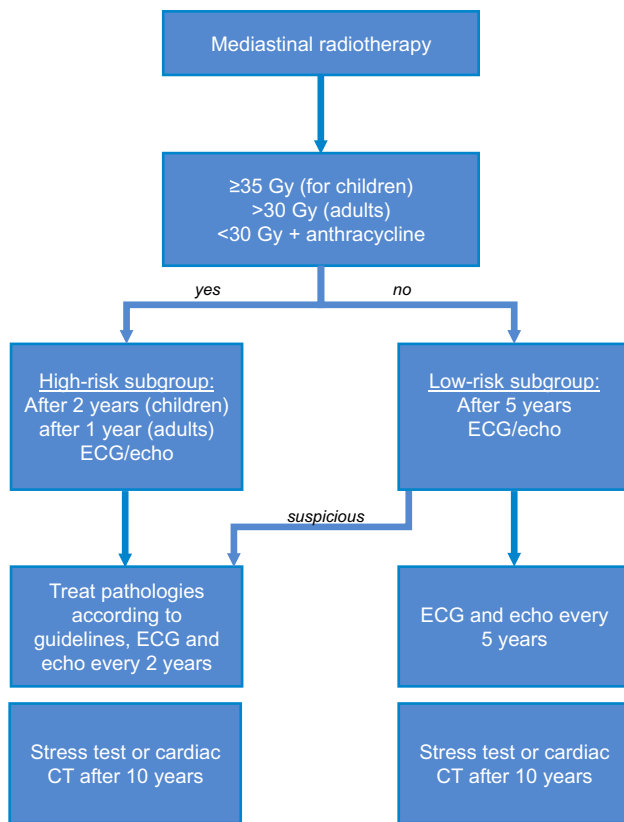 Mediastinal radiotherapy
≥35 Gy (for children)
>30 Gy (adults)
<30 Gy + anthracycline
yes
no
High-risk subgroup:
After 2 years (children)
after 1 year (adults)
ECG/echo
Low-risk subgroup:
After 5 years
ECG/echo
suspicious
Treat pathologies
according to
guidelines, ECG and
echo every 2 years
ECG and echo every
5 years
Stress test or cardiac
CT after 10 years
Stress test or cardiac
CT after 10 years